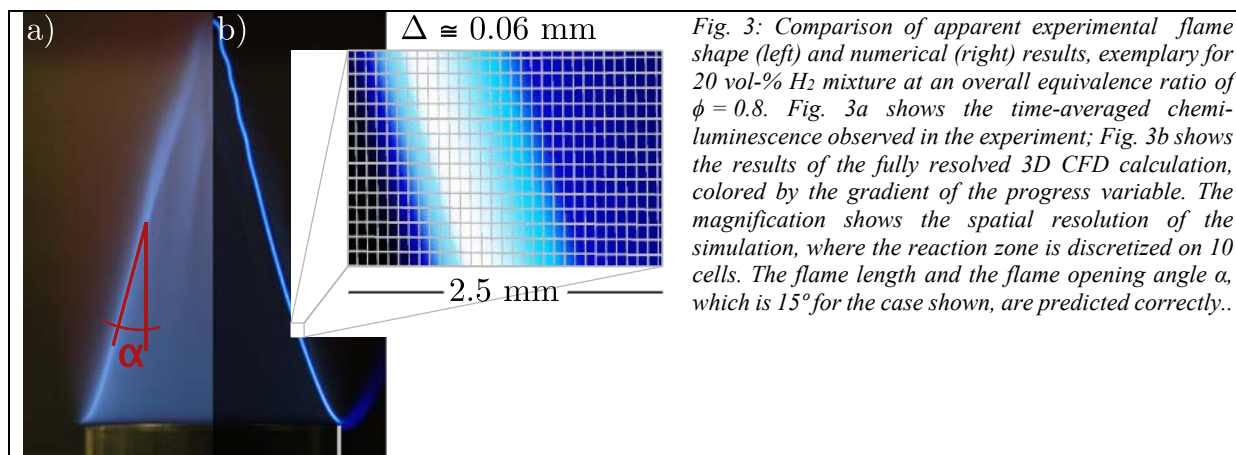 a)
b)
Δ ≅ 0.06 mm
α
2.5 mm
Fig. 3: Comparison of apparent experimental flame
shape (left) and numerical (right) results, exemplary for
20 vol-% H₂ mixture at an overall equivalence ratio of
ϕ = 0.8. Fig. 3a shows the time-averaged chemi-
luminescence observed in the experiment; Fig. 3b shows
the results of the fully resolved 3D CFD calculation,
colored by the gradient of the progress variable. The
magnification shows the spatial resolution of the
simulation, where the reaction zone is discretized on 10
cells. The flame length and the flame opening angle α,
which is 15º for the case shown, are predicted correctly..